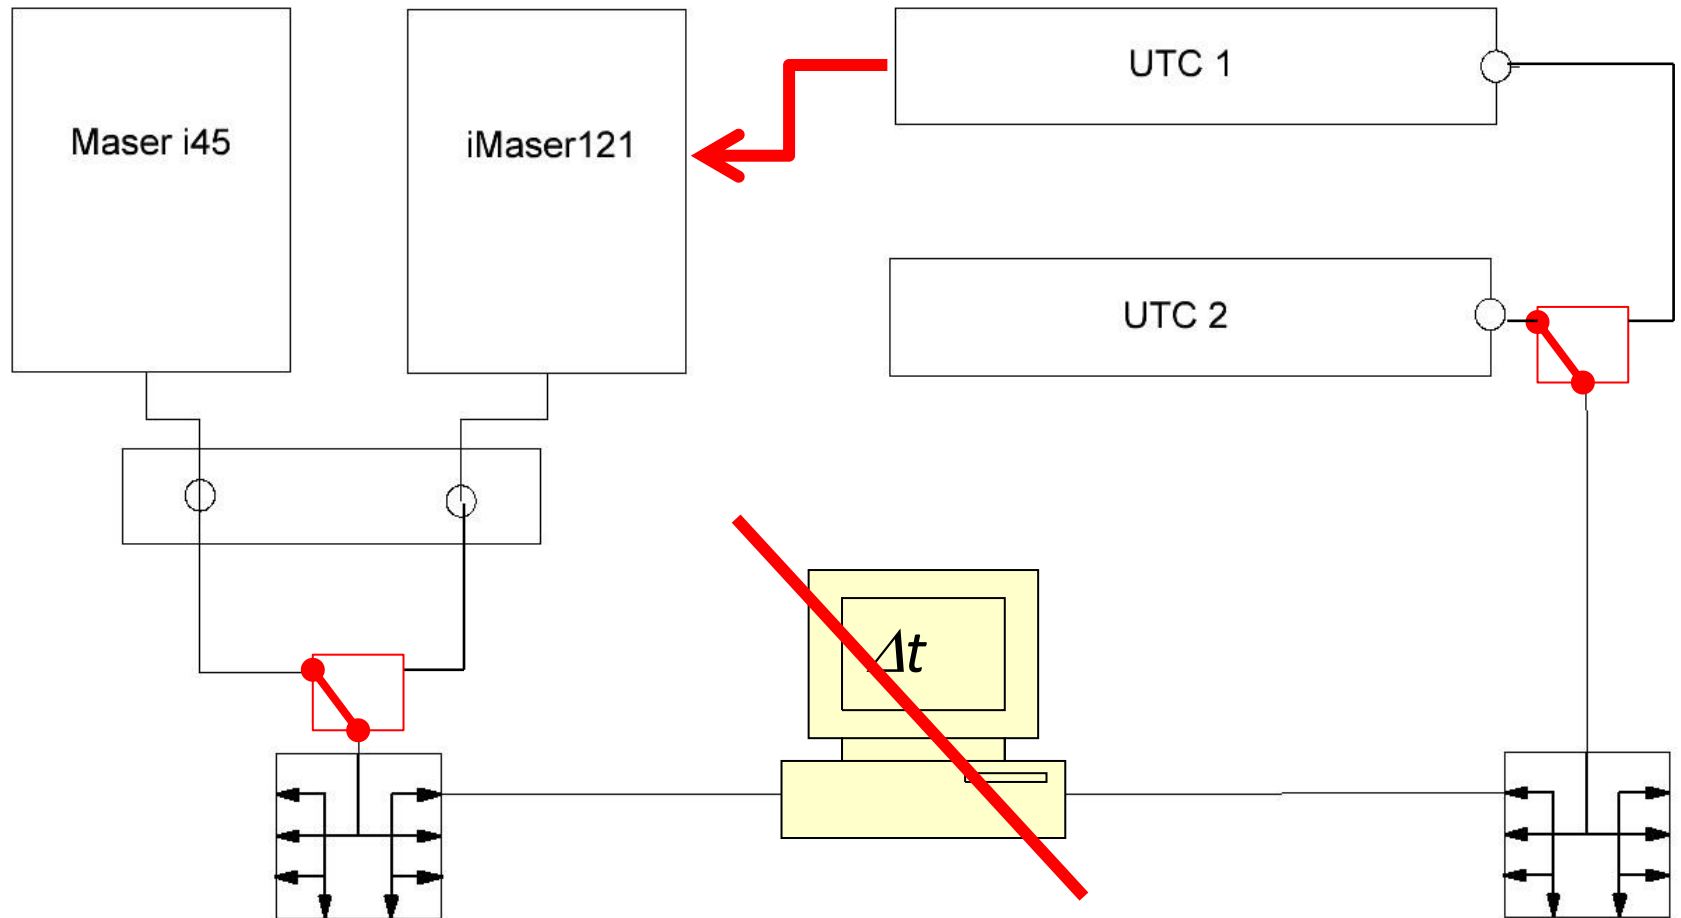 Maser i45
iMaser121
UTC 1
UTC 2
Δt